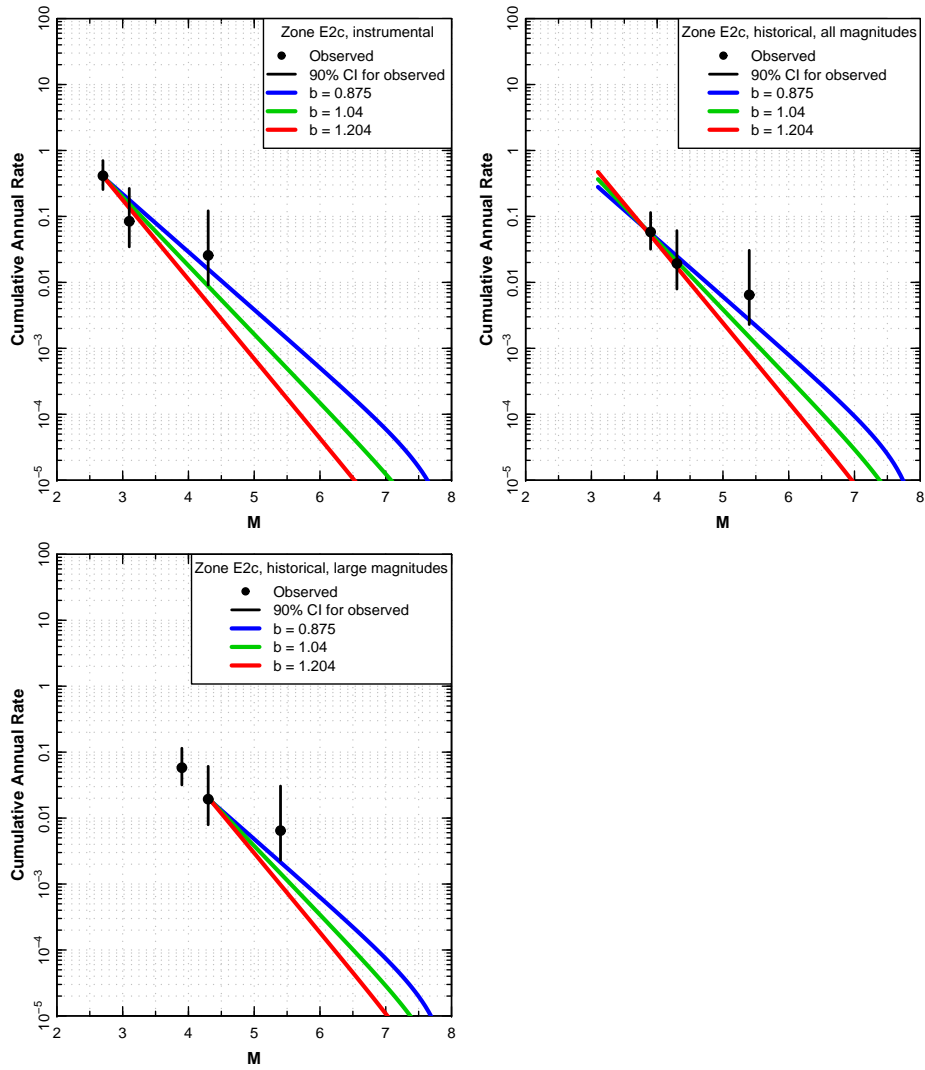 Zone E2c, instrumental
Observed
90% CI for observed
b = 0.875
b = 1.04
b = 1.204
Cumulative Annual Rate
100
10
1
0.1
0.01
10⁻³
10⁻⁴
10⁻⁵
2 3 4 5 6 7 8
M
Zone E2c, historical, all magnitudes
Observed
90% CI for observed
b = 0.875
b = 1.04
b = 1.204
Cumulative Annual Rate
100
10
1
0.1
0.01
10⁻³
10⁻⁴
10⁻⁵
2 3 4 5 6 7 8
M
Zone E2c, historical, large magnitudes
Observed
90% CI for observed
b = 0.875
b = 1.04
b = 1.204
Cumulative Annual Rate
100
10
1
0.1
0.01
10⁻³
10⁻⁴
10⁻⁵
2 3 4 5 6 7 8
M